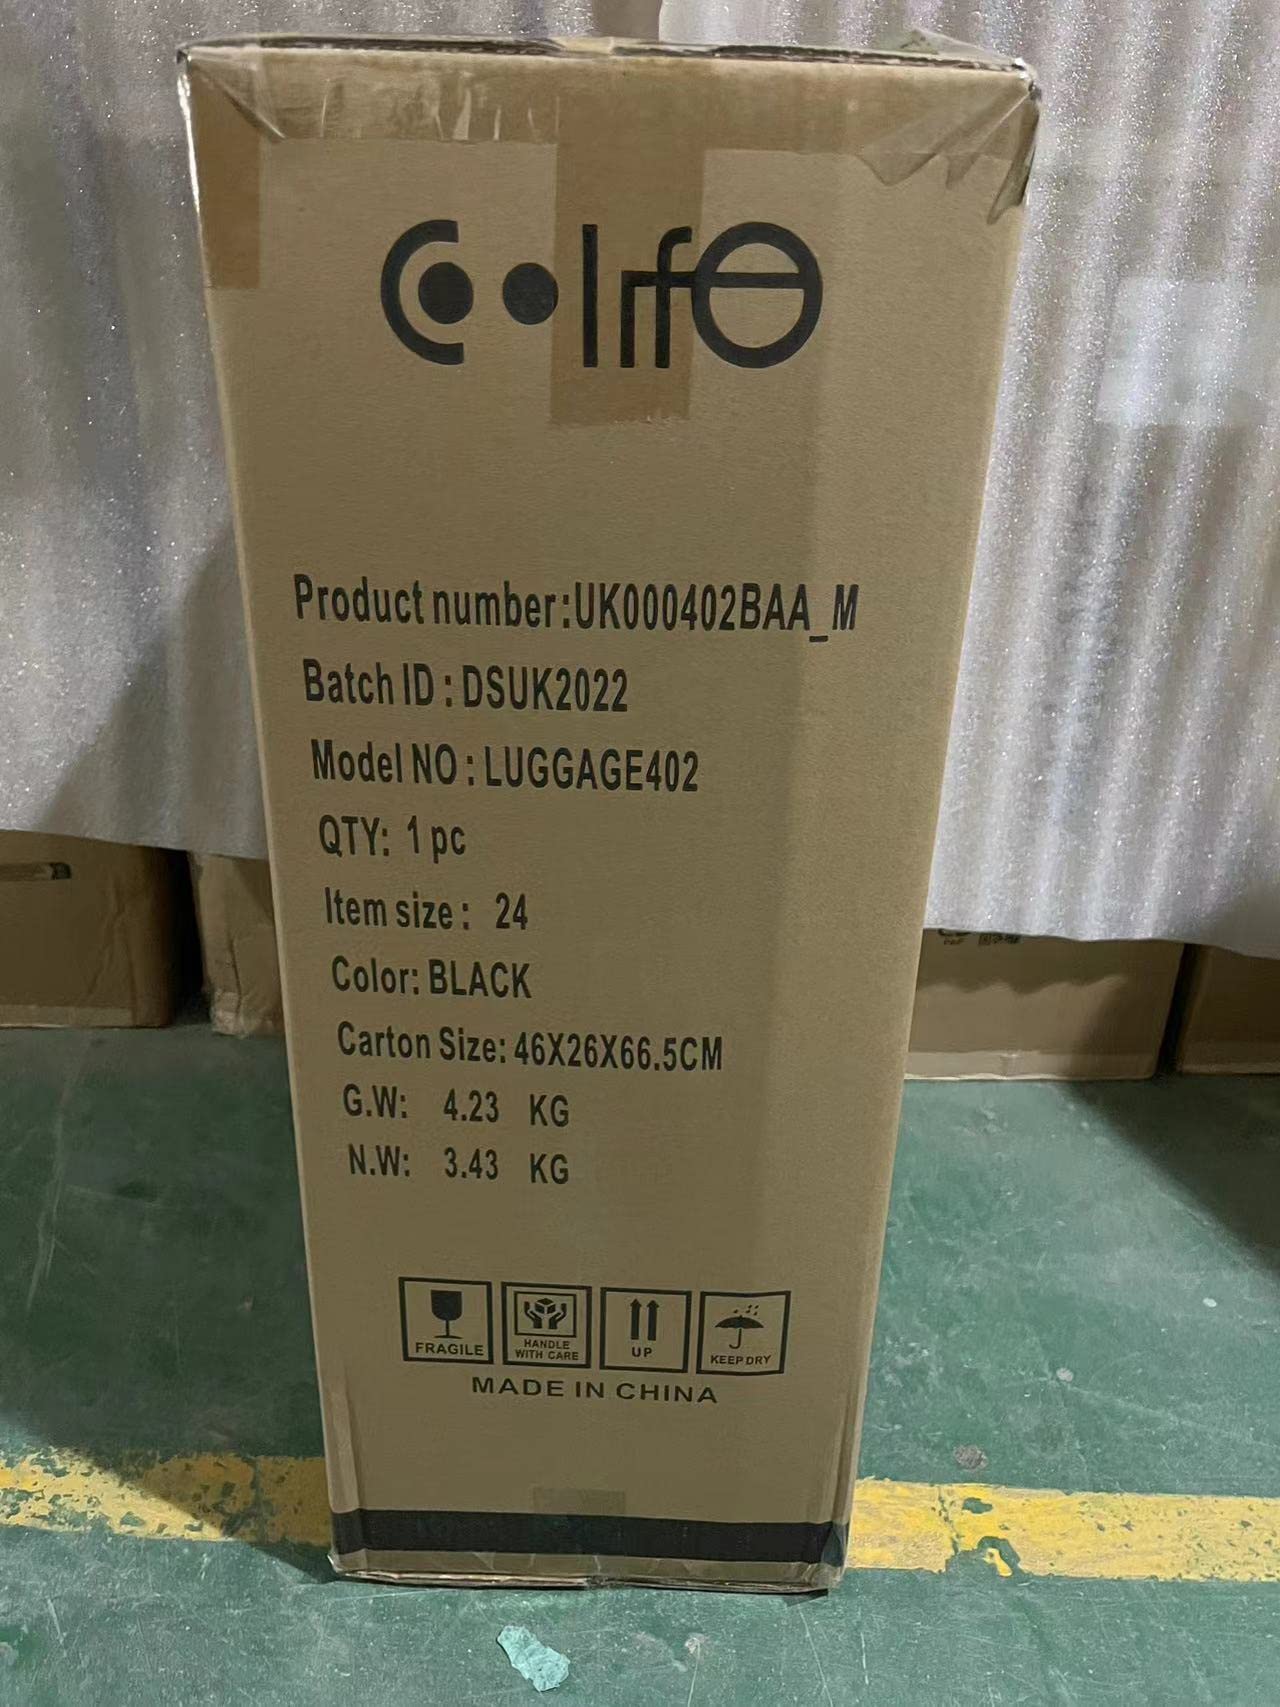 Coolife
Product number:UK000402BAA_M
Batch ID : DSUK2022
Model NO : LUGGAGE402
QTY: 1 pc
Item size : 24
Color: BLACK
Carton Size: 46X26X66.5CM
G.W: 4.23 KG
N.W: 3.43 KG
FRAGILE
HANDLE
WITH CARE
UP
KEEP DRY
MADE IN CHINA